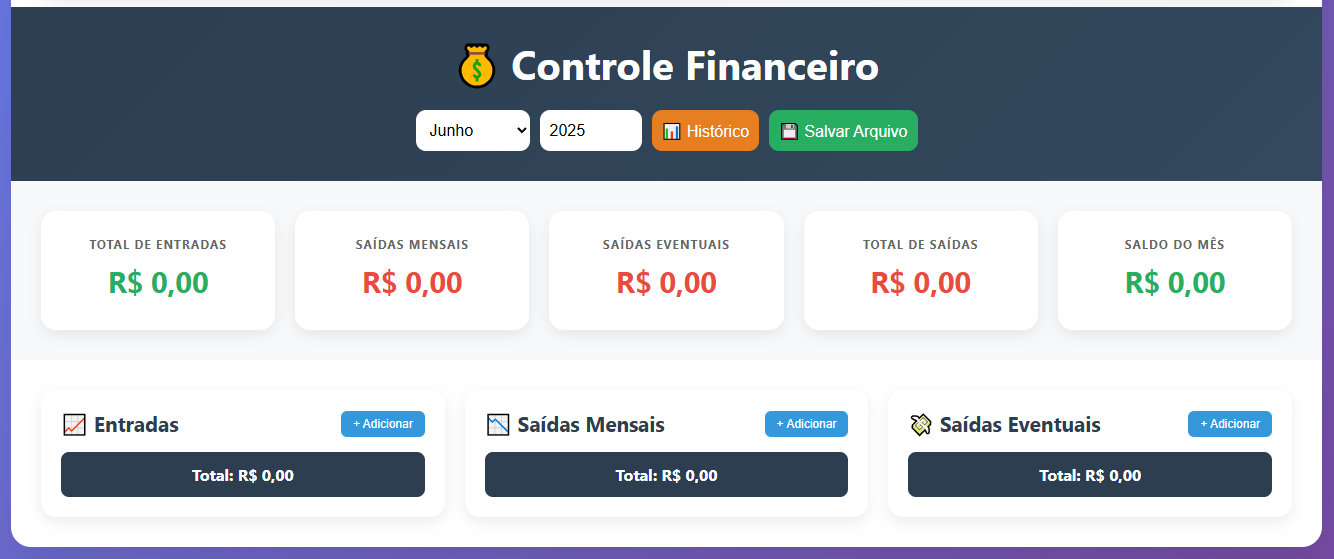 Controle Financeiro
Junho 2025 Histórico Salvar Arquivo
TOTAL DE ENTRADAS SAÍDAS MENSAIS SAÍDAS EVENTUAIS TOTAL DE SAÍDAS SALDO DO MÊS
R$ 0,00 R$ 0,00 R$ 0,00 R$ 0,00 R$ 0,00
Entradas + Adicionar Saídas Mensais + Adicionar Saídas Eventuais + Adicionar
Total: R$ 0,00 Total: R$ 0,00 Total: R$ 0,00